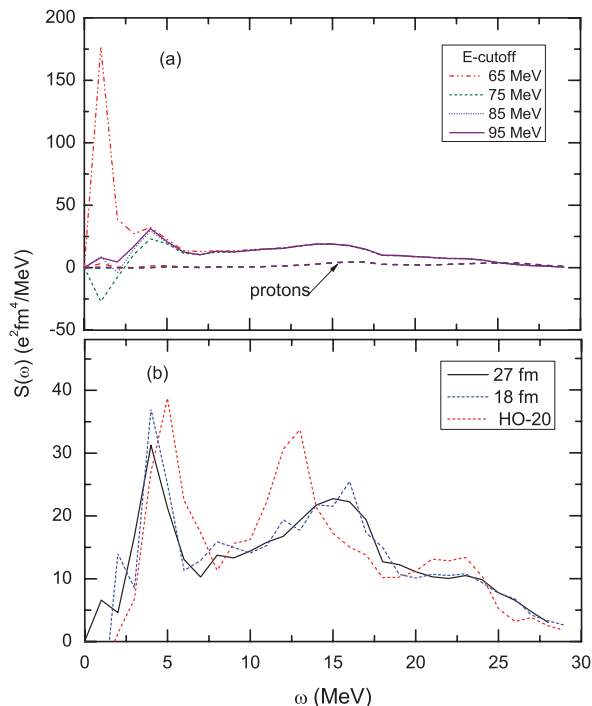 200
150
100
50
0
-50
(a)
E-cutoff
65 MeV
75 MeV
85 MeV
95 MeV
protons
S(ω) (e²fm⁴/MeV)
40
30
20
10
0
(b)
27 fm
18 fm
HO-20
0 5 10 15 20 25 30
ω (MeV)